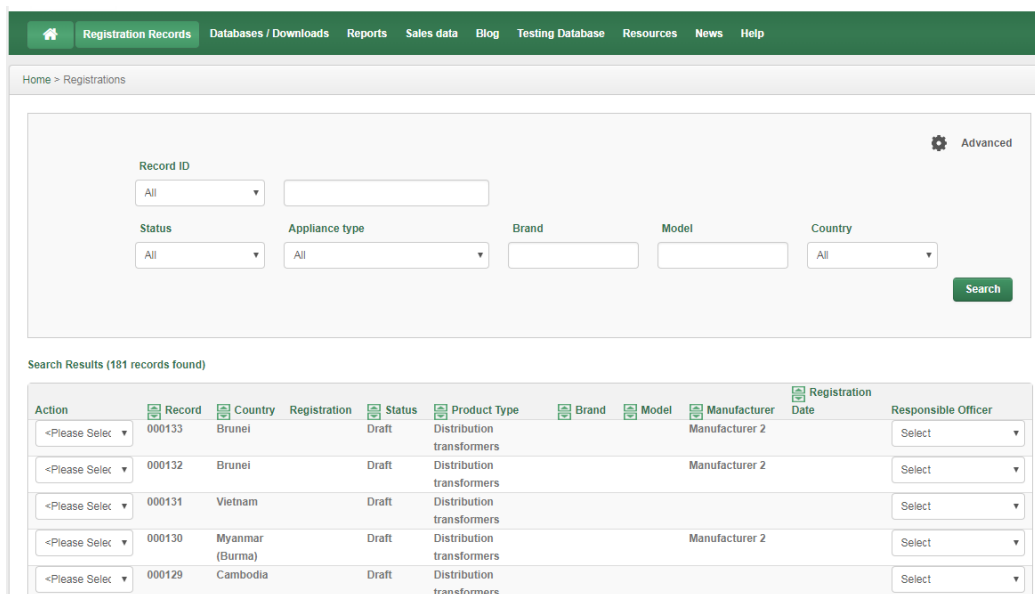 Registration Records Databases / Downloads Reports Sales data Blog Testing Database Resources News Help
Home > Registrations
Advanced
Record ID
All
Status Appliance type Brand Model Country
All All All
Search
Search Results (181 records found)
Action Record Country Registration Status Product Type Brand Model Manufacturer Registration Date Responsible Officer
<Please Selec 000133 Brunei Draft Distribution Manufacturer 2 Select
transformers
<Please Selec 000132 Brunei Draft Distribution Manufacturer 2 Select
transformers
<Please Selec 000131 Vietnam Draft Distribution Select
transformers
<Please Selec 000130 Myanmar Draft Distribution Manufacturer 2 Select
(Burma) transformers
<Please Selec 000129 Cambodia Draft Distribution Select
transformers